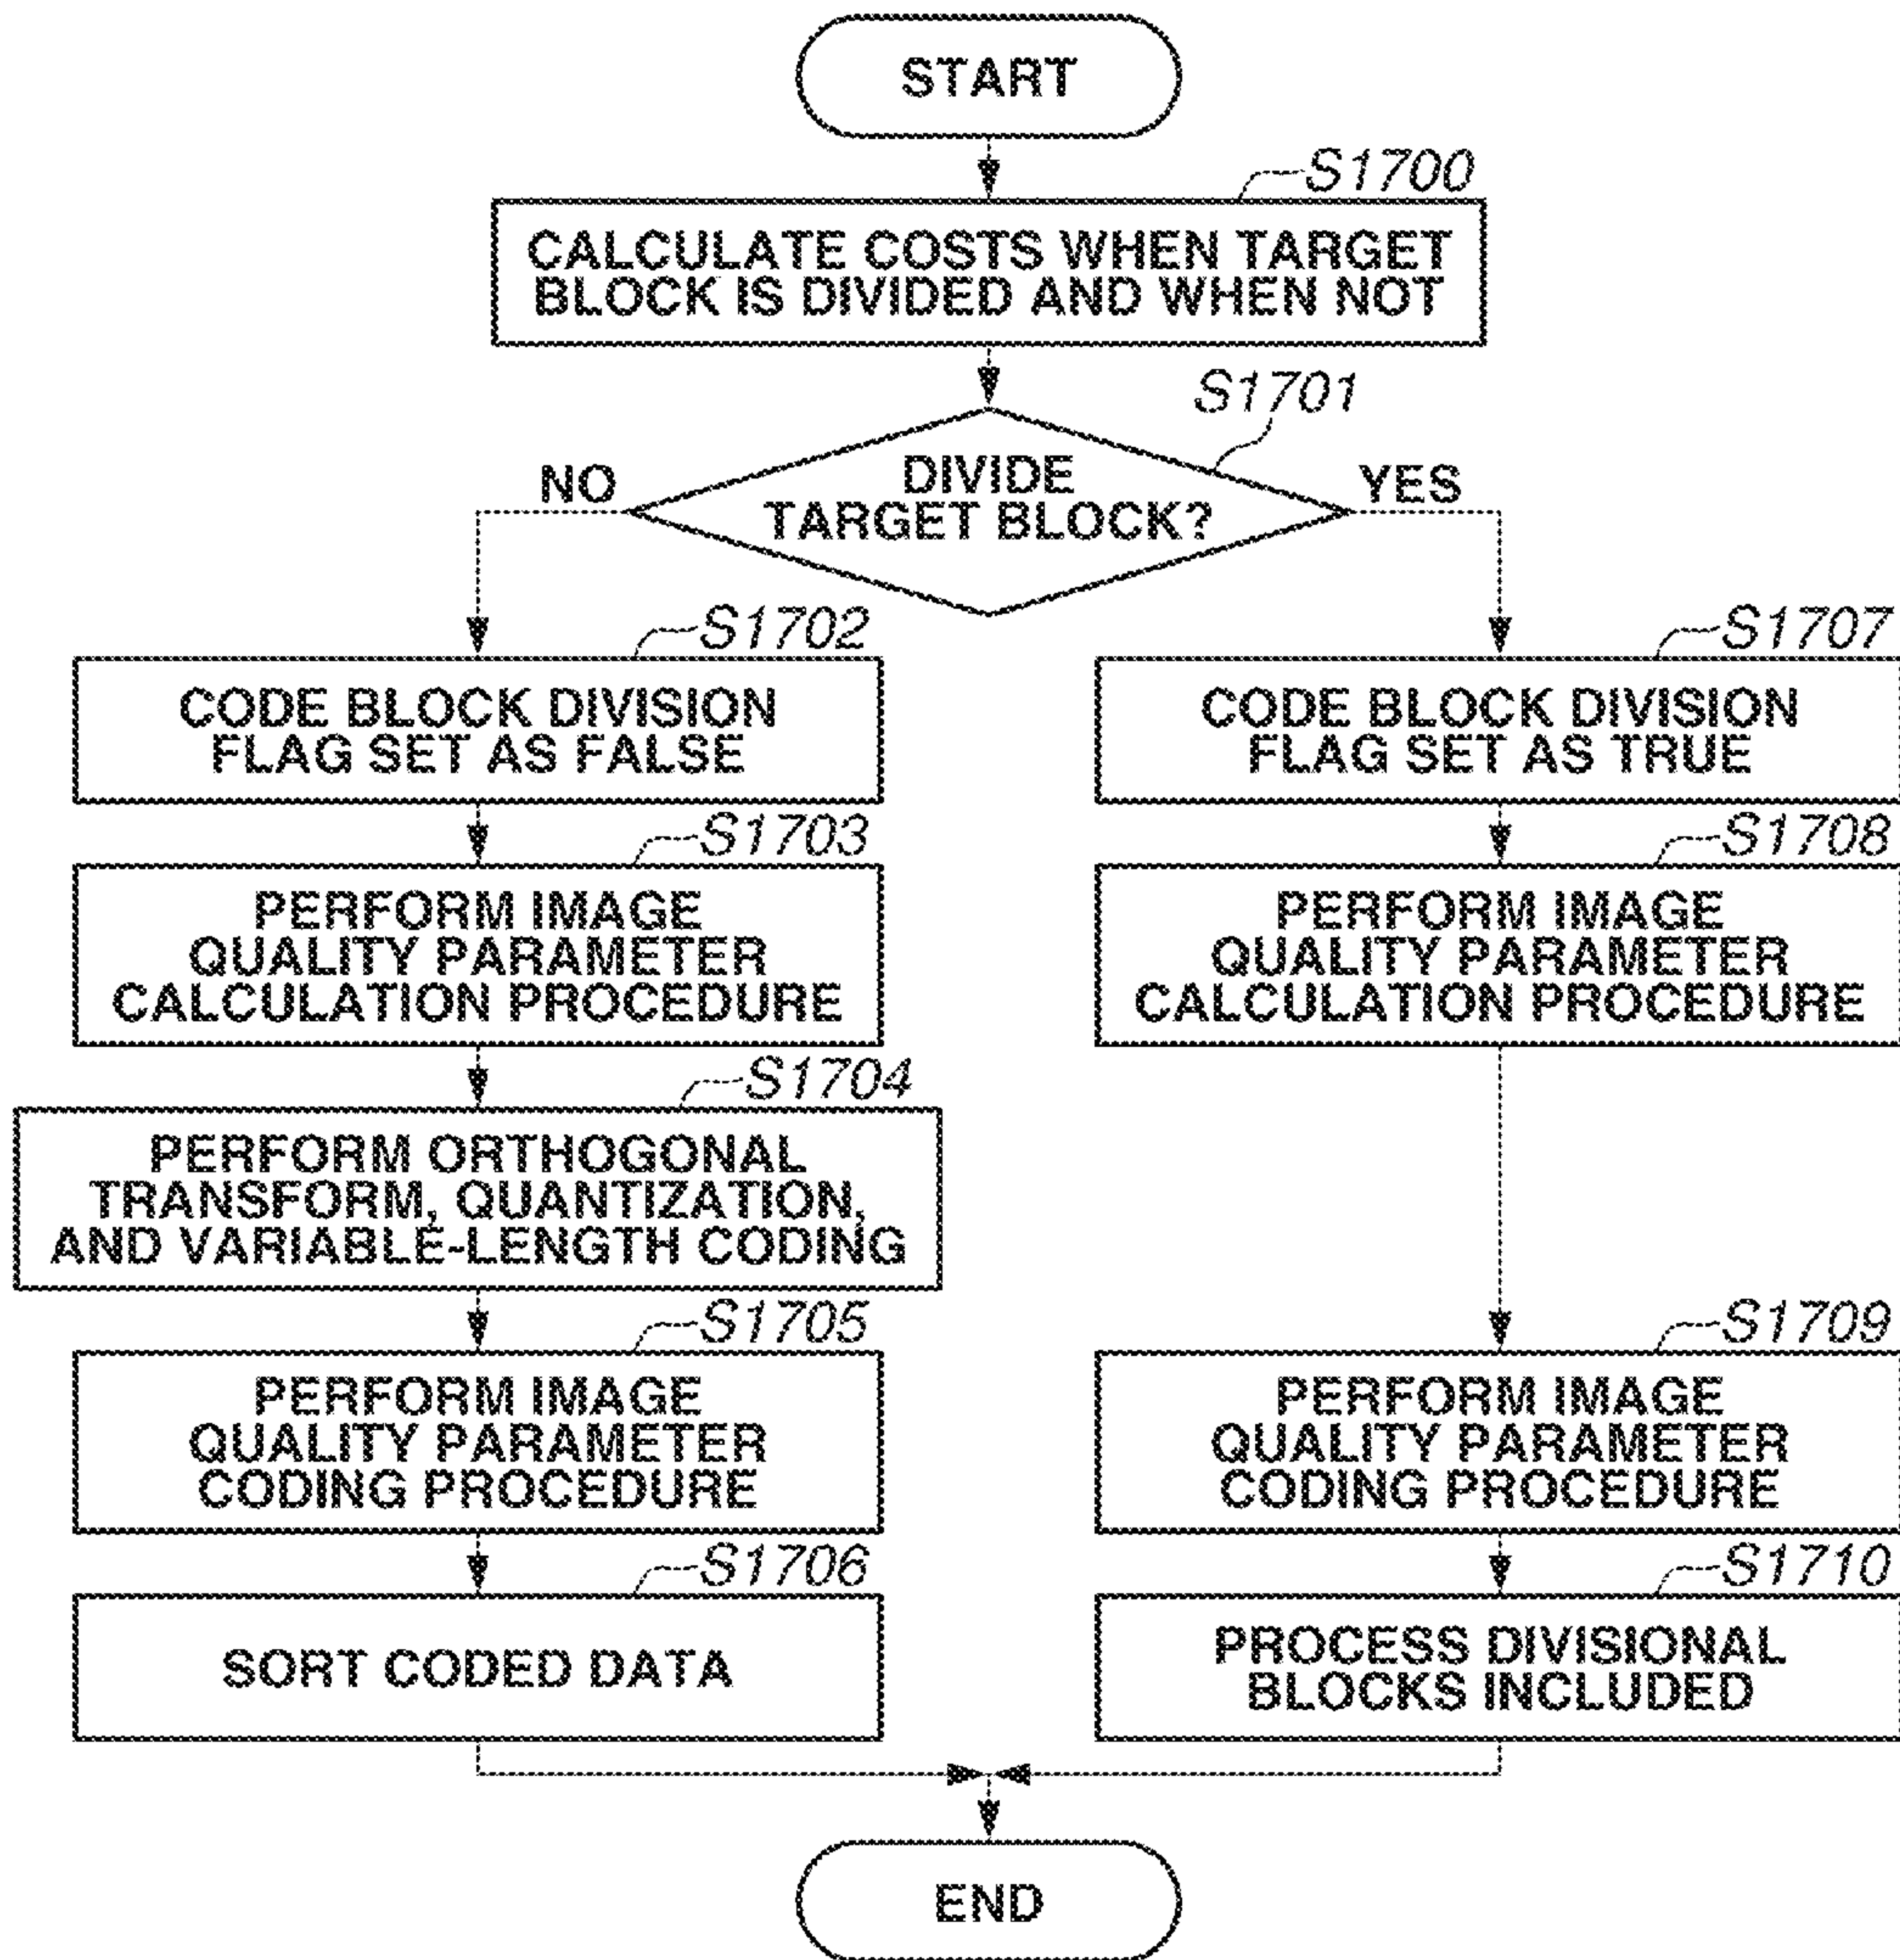 START
S1700
CALCULATE COSTS WHEN TARGET
BLOCK IS DIVIDED AND WHEN NOT
S1701
DIVIDE
TARGET BLOCK?
NO
YES
S1702
CODE BLOCK DIVISION
FLAG SET AS FALSE
S1703
PERFORM IMAGE
QUALITY PARAMETER
CALCULATION PROCEDURE
S1704
PERFORM ORTHOGONAL
TRANSFORM, QUANTIZATION,
AND VARIABLE-LENGTH CODING
S1705
PERFORM IMAGE
QUALITY PARAMETER
CODING PROCEDURE
S1706
SORT CODED DATA
S1707
CODE BLOCK DIVISION
FLAG SET AS TRUE
S1708
PERFORM IMAGE
QUALITY PARAMETER
CALCULATION PROCEDURE
S1709
PERFORM IMAGE
QUALITY PARAMETER
CODING PROCEDURE
S1710
PROCESS DIVISIONAL
BLOCKS INCLUDED
END